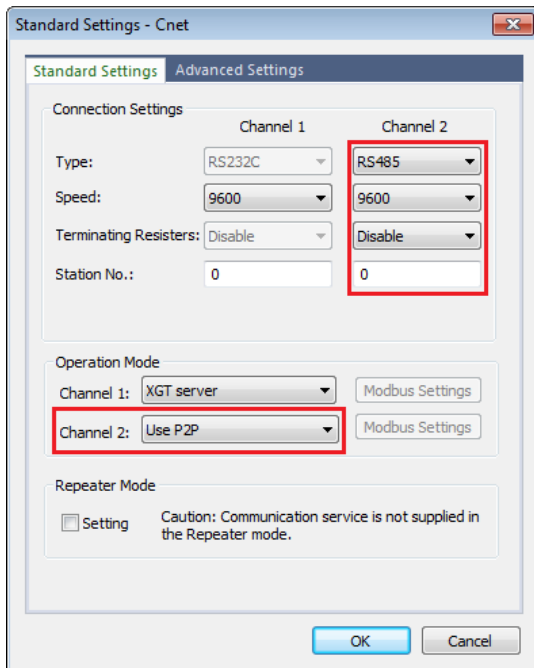 Standard Settings - Cnet
Standard Settings Advanced Settings
Connection Settings
Channel 1 Channel 2
Type: RS232C RS485
Speed: 9600 9600
Terminating Resisters: Disable Disable
Station No.: 0 0
Operation Mode
Channel 1: XGT server Modbus Settings
Channel 2: Use P2P Modbus Settings
Repeater Mode
Setting Caution: Communication service is not supplied in
the Repeater mode.
OK Cancel